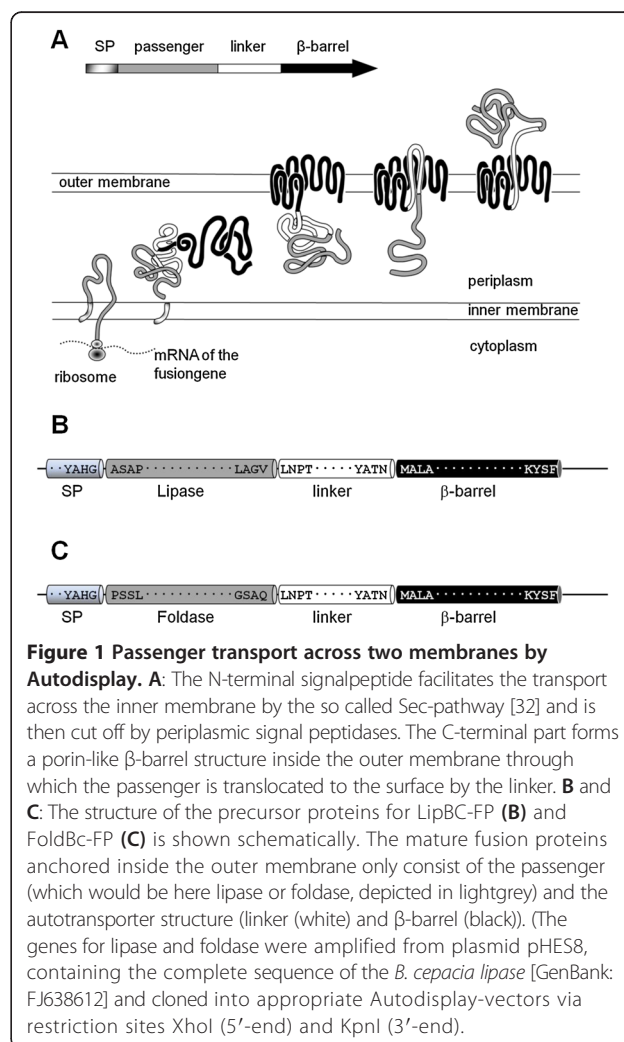 A
SP passenger linker β-barrel
outer membrane
periplasm
inner membrane
cytoplasm
mRNA of the
fusiongene
ribosome
B
··YAHG ASAP···········LAGV LNPT·····YATN MALA···········KYSF
SP Lipase linker β-barrel
C
··YAHG PSSL···········GSAQ LNPT·····YATN MALA···········KYSF
SP Foldase linker β-barrel
Figure 1 Passenger transport across two membranes by
Autodisplay. A: The N-terminal signalpeptide facilitates the transport
across the inner membrane by the so called Sec-pathway [32] and is
then cut off by periplasmic signal peptidases. The C-terminal part forms
a porin-like β-barrel structure inside the outer membrane through
which the passenger is translocated to the surface by the linker. B and
C: The structure of the precursor proteins for LipBC-FP (B) and
FoldBc-FP (C) is shown schematically. The mature fusion proteins
anchored inside the outer membrane only consist of the passenger
(which would be here lipase or foldase, depicted in lightgrey) and the
autotransporter structure (linker (white) and β-barrel (black)). (The
genes for lipase and foldase were amplified from plasmid pHES8,
containing the complete sequence of the B. cepacia lipase [GenBank:
FJ638612] and cloned into appropriate Autodisplay-vectors via
restriction sites XhoI (5′-end) and KpnI (3′-end).